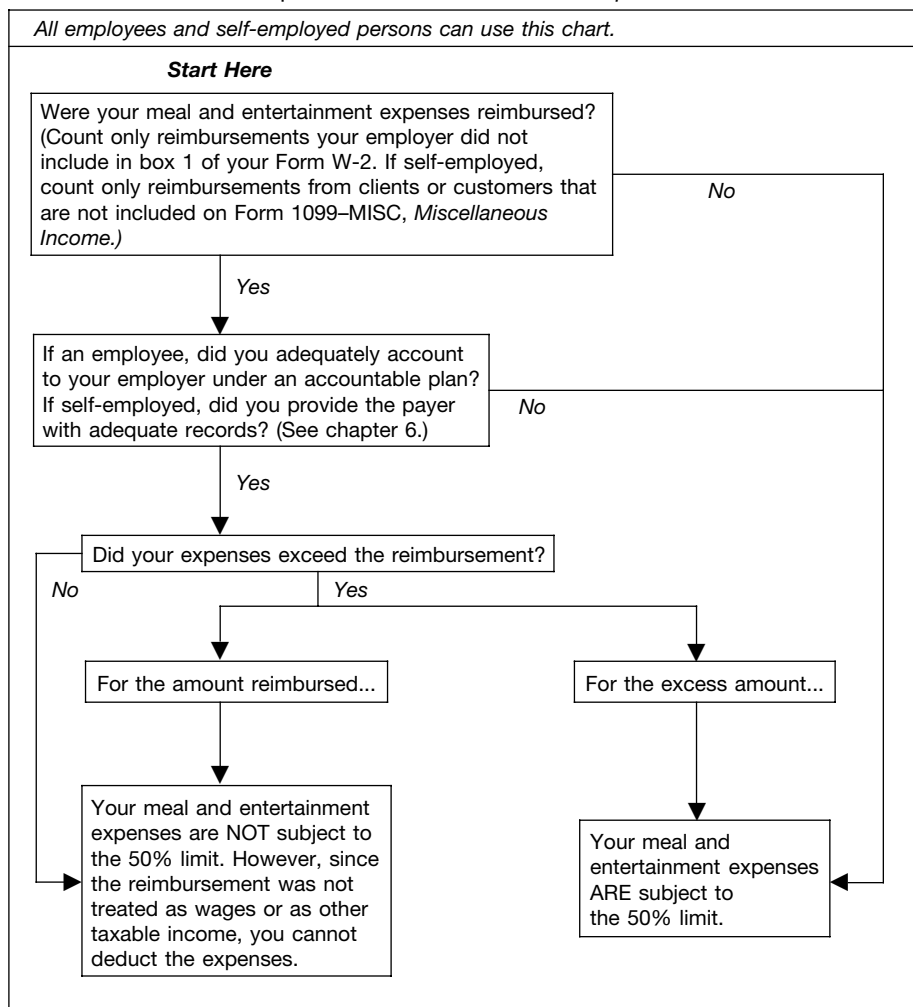 All employees and self-employed persons can use this chart.
Start Here
Were your meal and entertainment expenses reimbursed?
(Count only reimbursements your employer did not
include in box 1 of your Form W-2. If self-employed,
count only reimbursements from clients or customers that
are not included on Form 1099–MISC, Miscellaneous
Income.)
No
Yes
If an employee, did you adequately account
to your employer under an accountable plan?
If self-employed, did you provide the payer
with adequate records? (See chapter 6.)
No
Yes
Did your expenses exceed the reimbursement?
No
Yes
For the amount reimbursed...
For the excess amount...
Your meal and entertainment
expenses are NOT subject to
the 50% limit. However, since
the reimbursement was not
treated as wages or as other
taxable income, you cannot
deduct the expenses.
Your meal and
entertainment expenses
ARE subject to
the 50% limit.